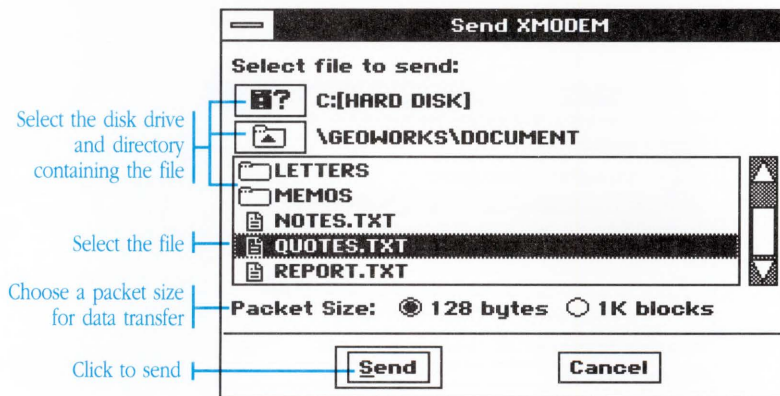 Send XMODEM
Select file to send:
?
C:[HARD DISK]
\GEOWORKS\DOCUMENT
LETTERS
MEMOS
NOTES.TXT
QUOTES.TXT
REPORT.TXT
Packet Size: 128 bytes 1K blocks
Send
Cancel
Select the disk drive
and directory
containing the file
Select the file
Choose a packet size
for data transfer
Click to send